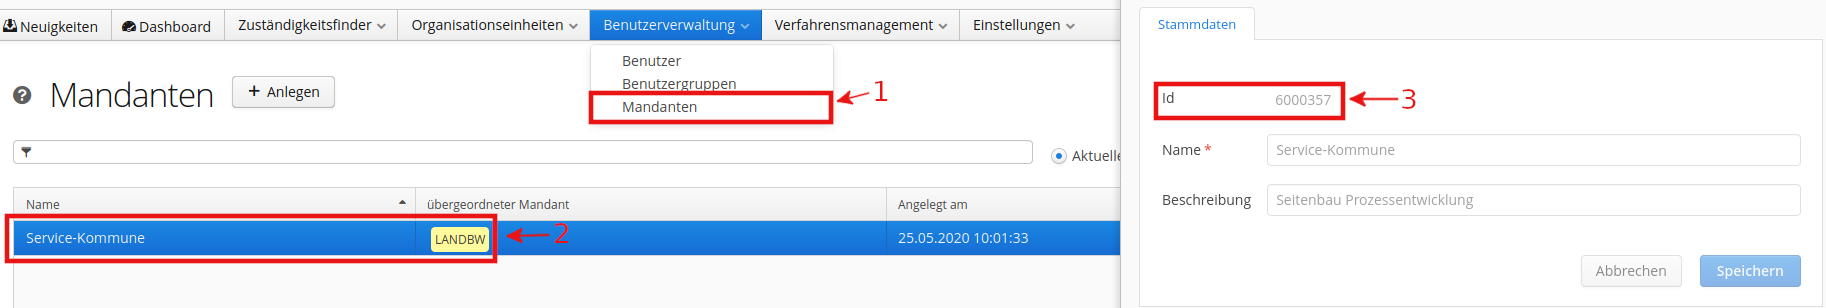 Neuigkeiten Dashboard Zuständigkeitsfinder Organisationseinheiten Benutzerverwaltung Verfahrensmanagement Einstellungen
Benutzer
Benutzergruppen
Mandanten
1
Mandanten
+ Anlegen
Aktuelle
Name übergeordneter Mandant Angelegt am
Service-Kommune LANDBW 25.05.2020 10:01:33
2
Stammdaten
Id 6000357
3
Name * Service-Kommune
Beschreibung Seitenbau Prozessentwicklung
Abbrechen Speichern